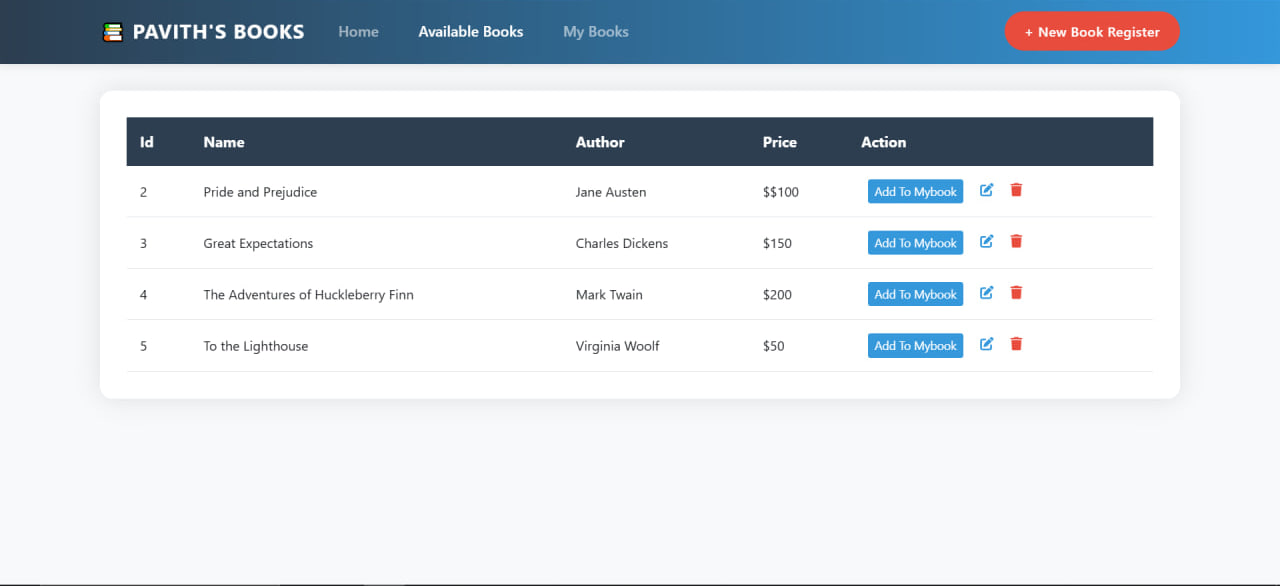 PAVITH'S BOOKS Home Available Books My Books + New Book Register
Id Name Author Price Action
2 Pride and Prejudice Jane Austen $$100 Add To Mybook
3 Great Expectations Charles Dickens $150 Add To Mybook
4 The Adventures of Huckleberry Finn Mark Twain $200 Add To Mybook
5 To the Lighthouse Virginia Woolf $50 Add To Mybook